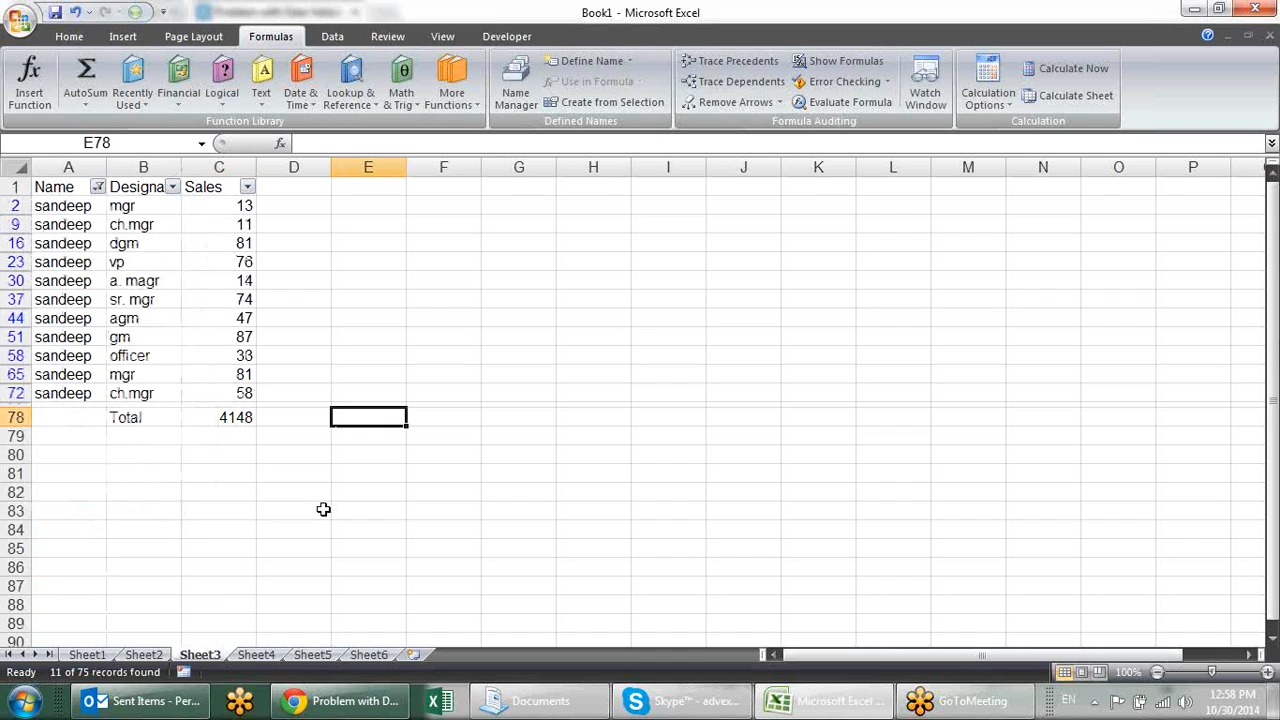 Book1 - Microsoft Excel
Home Insert Page Layout Formulas Data Review View Developer
Insert Function
AutoSum
Recently Used
Financial
Logical
Text
Date & Time
Lookup & Reference
Math & Trig
More Functions
Function Library
Name Manager
Define Name
Use in Formula
Create from Selection
Defined Names
Trace Precedents
Trace Dependents
Remove Arrows
Show Formulas
Error Checking
Evaluate Formula
Formula Auditing
Watch Window
Calculation Options
Calculate Now
Calculate Sheet
Calculation
E78 fx
A B C D E F G H I J K L M N O P
1 Name Designa Sales
2 sandeep mgr 13
9 sandeep ch.mgr 11
16 sandeep dgm 81
23 sandeep vp 76
30 sandeep a. magr 14
37 sandeep sr. mgr 74
44 sandeep agm 47
51 sandeep gm 87
58 sandeep officer 33
65 sandeep mgr 81
72 sandeep ch.mgr 58
78 Total 4148
79
80
81
82
83
84
85
86
87
88
89
90
Sheet1 Sheet2 Sheet3 Sheet4 Sheet5 Sheet6
Ready 11 of 75 records found 100%
Sent Items - Per... Problem with D... Documents Skype™ - advex... Microsoft Excel ... GoToMeeting EN 12:58 PM
10/30/2014